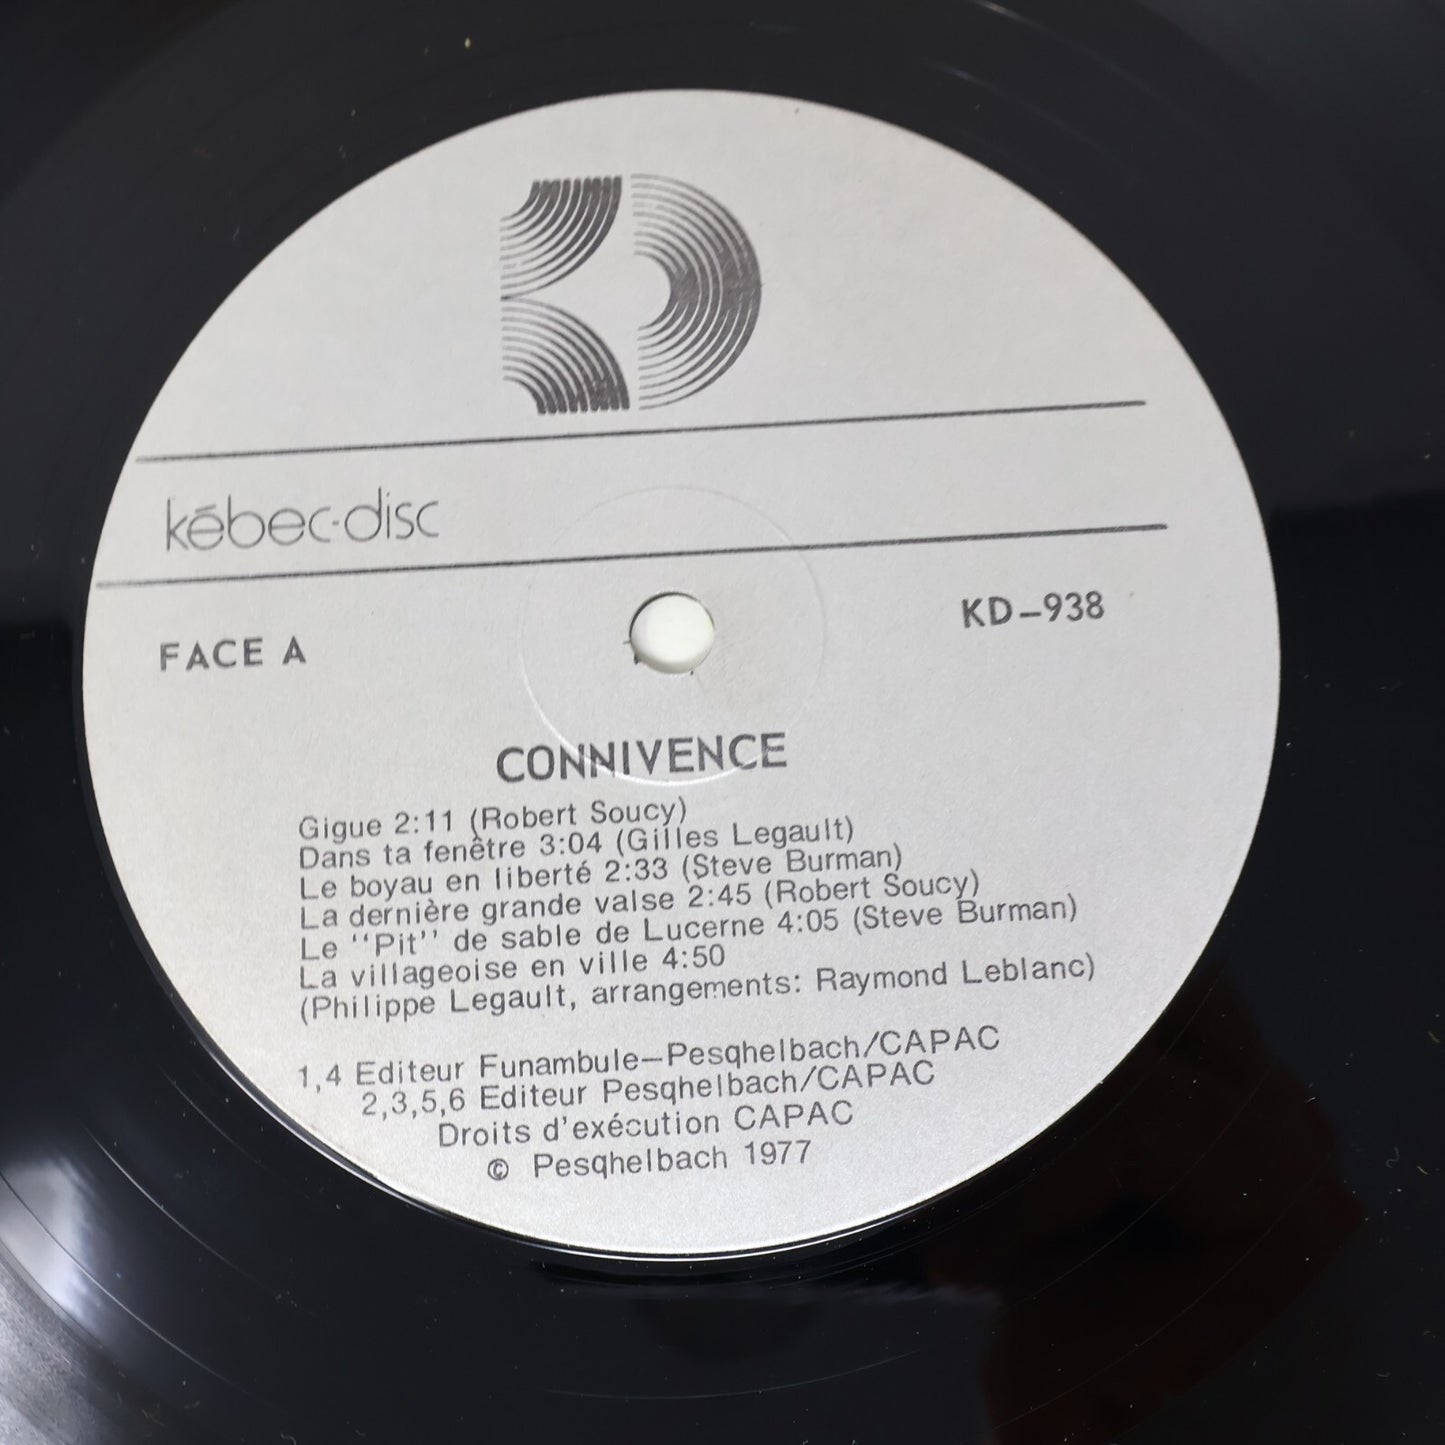 KD
kébec-disc
FACE A
KD-938
CONNIVENCE
Gigue 2:11 (Robert Soucy)
Dans ta fenêtre 3:04 (Gilles Legault)
Le boyau en liberté 2:33 (Steve Burman)
La dernière grande valse 2:45 (Robert Soucy)
Le ''Pit'' de sable de Lucerne 4:05 (Steve Burman)
La villageoise en ville 4:50
(Philippe Legault, arrangements: Raymond Leblanc)
1,4 Editeur Funambule-Pesqhelbach/CAPAC
2,3,5,6 Editeur Pesqhelbach/CAPAC
Droits d'exécution CAPAC
© Pesqhelbach 1977